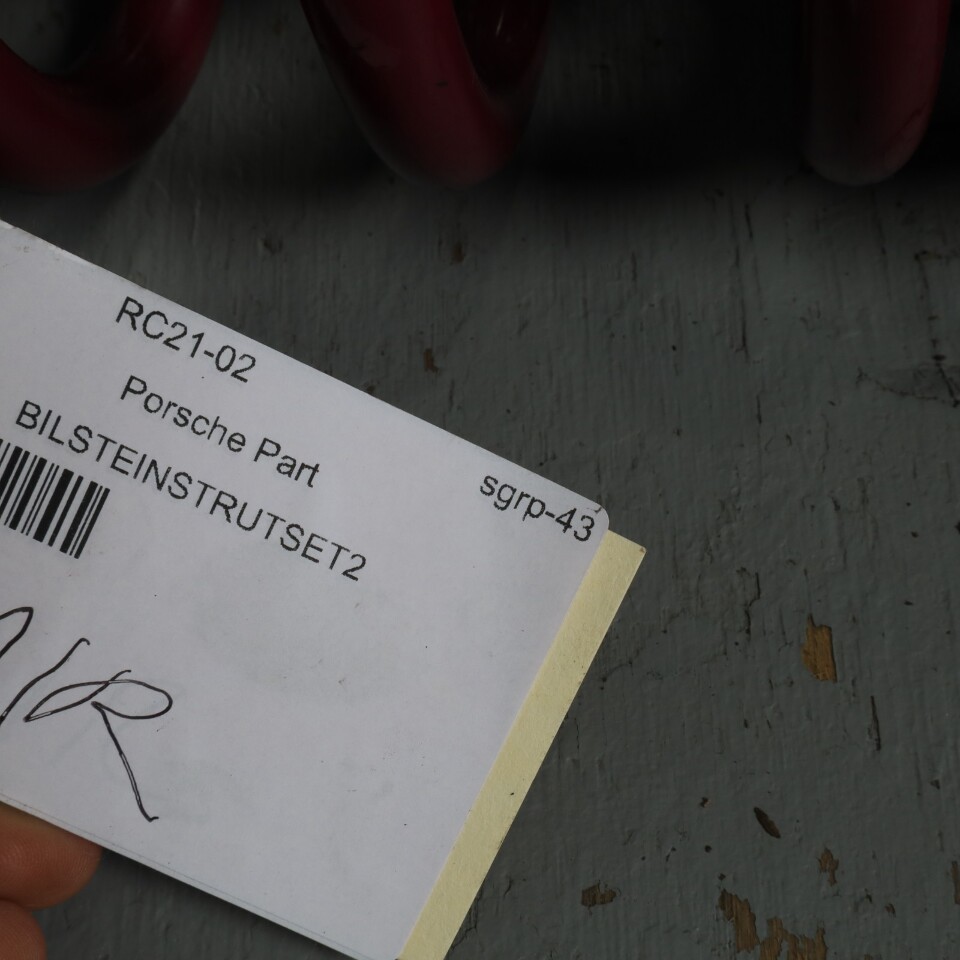 RC21-02
Porsche Part
BILSTEINSTRUTSET2
sgrp-43